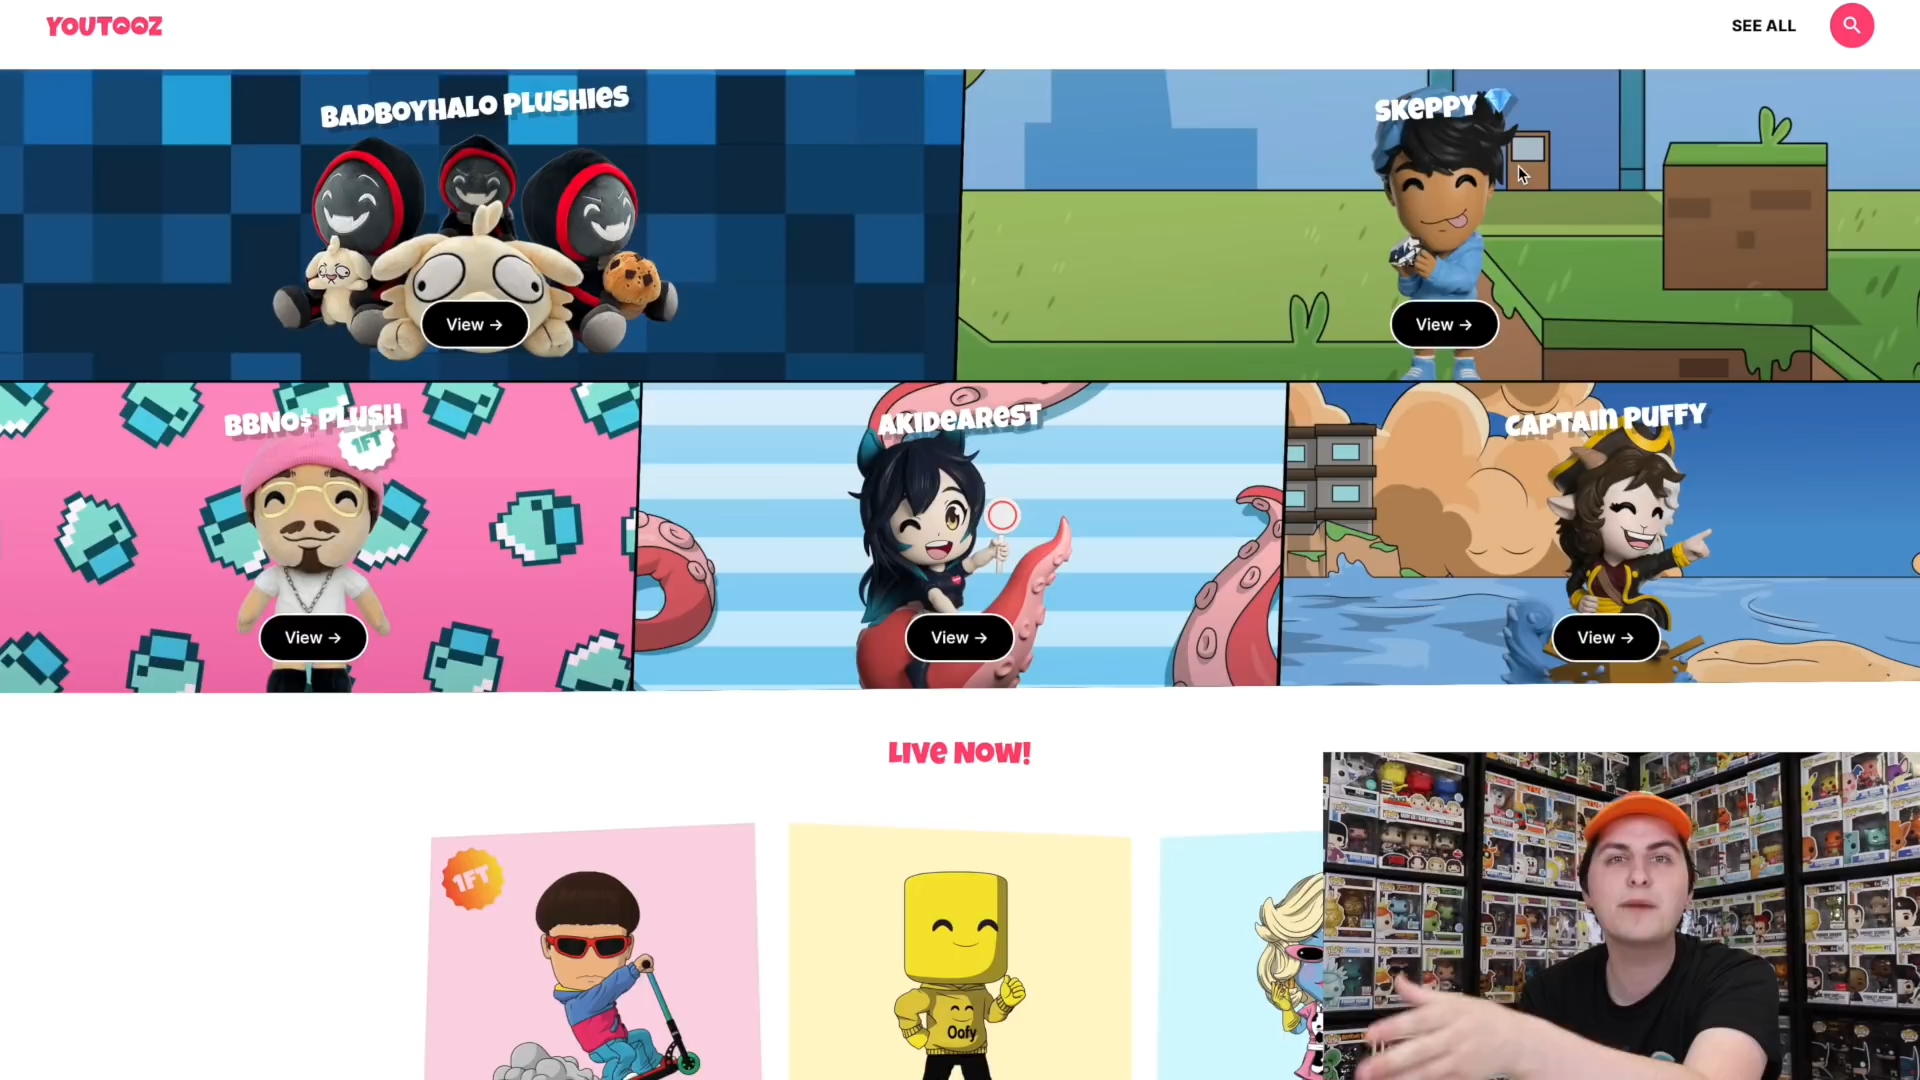 YOUTOOZ
SEE ALL
BADBOYHALO PLUSHIES
SKEPPY
View →
View →
BBNO$ PLUSH
1FT
AKIDEAREST
CAPTAIN PUFFY
View →
View →
View →
LIVE NOW!
1FT
Oofy